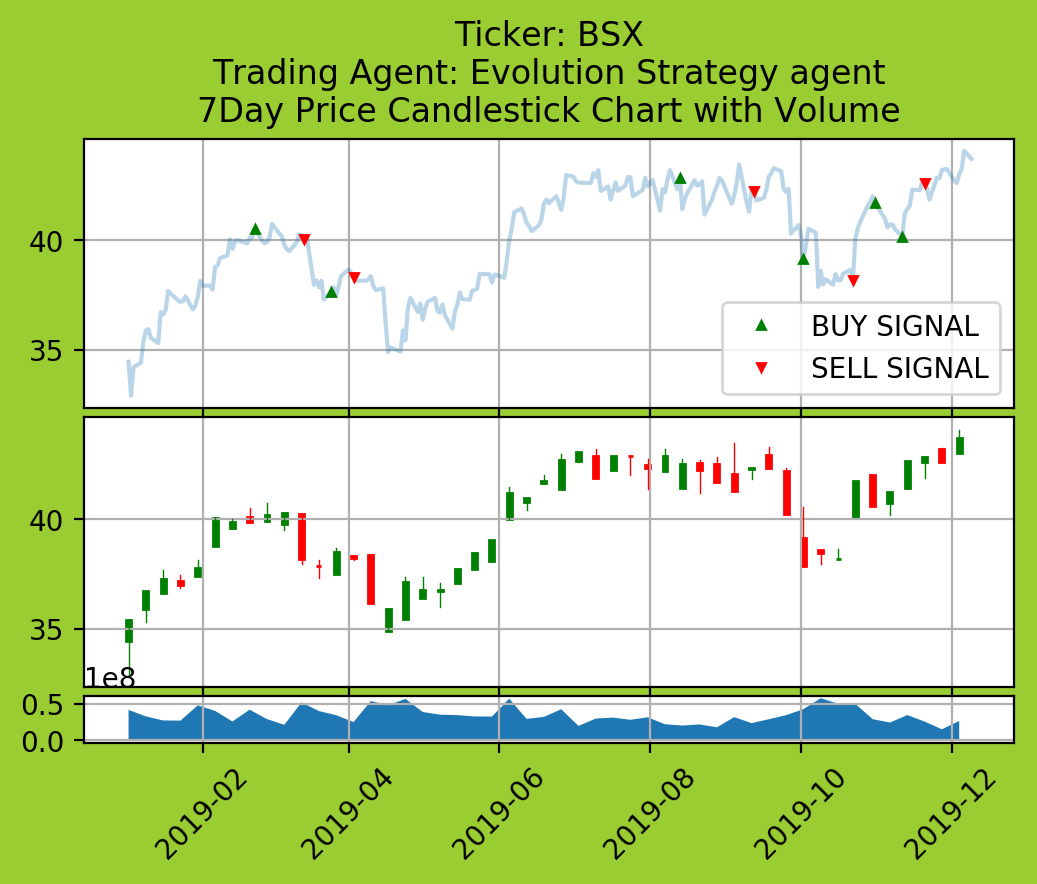 Ticker: BSX
Trading Agent: Evolution Strategy agent
7Day Price Candlestick Chart with Volume
40
35
BUY SIGNAL
SELL SIGNAL
40
35
1e8
0.5
0.0
2019-02
2019-04
2019-06
2019-08
2019-10
2019-12